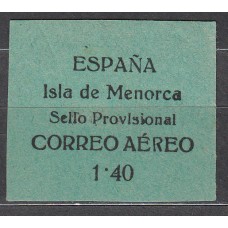 ESPAÑA
Isla de Menorca
Sello Provisional
CORREO AÉREO
1·40